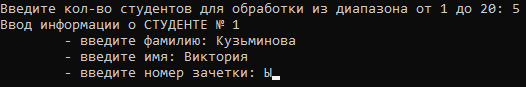 Введите кол-во студентов для обработки из диапазона от 1 до 20: 5
Ввод информации о СТУДЕНТЕ № 1
- введите фамилию: Кузьминова
- введите имя: Виктория
- введите номер зачетки: Ы